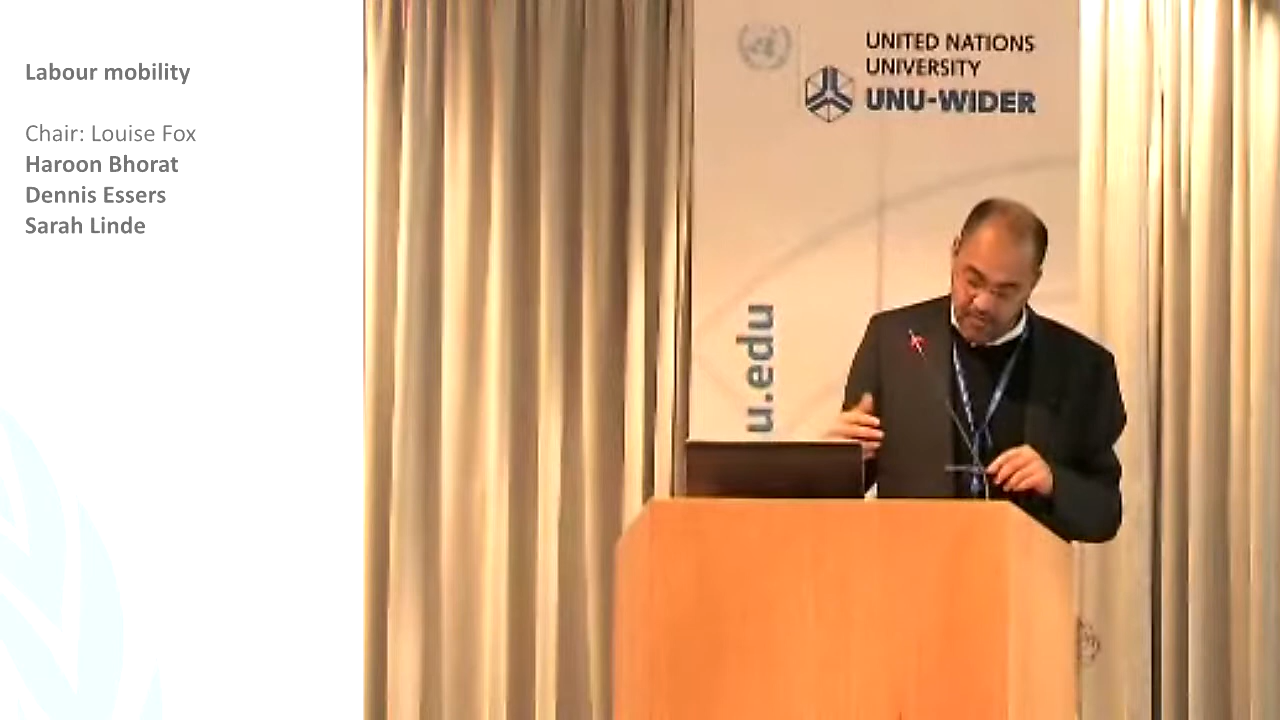 Labour mobility
Chair: Louise Fox
Haroon Bhorat
Dennis Essers
Sarah Linde
UNITED NATIONS
UNIVERSITY
UNU-WIDER
u.edu